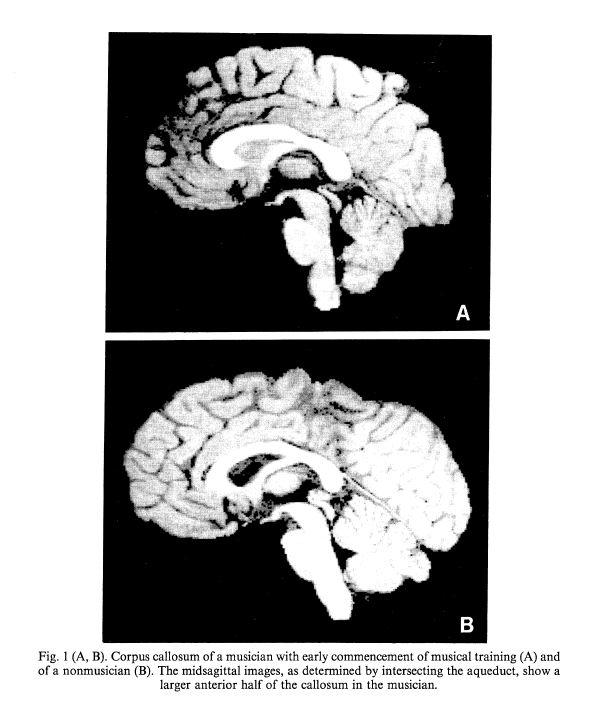 A
B
Fig. 1 (A, B). Corpus callosum of a musician with early commencement of musical training (A) and
of a nonmusician (B). The midsagittal images, as determined by intersecting the aqueduct, show a
larger anterior half of the callosum in the musician.